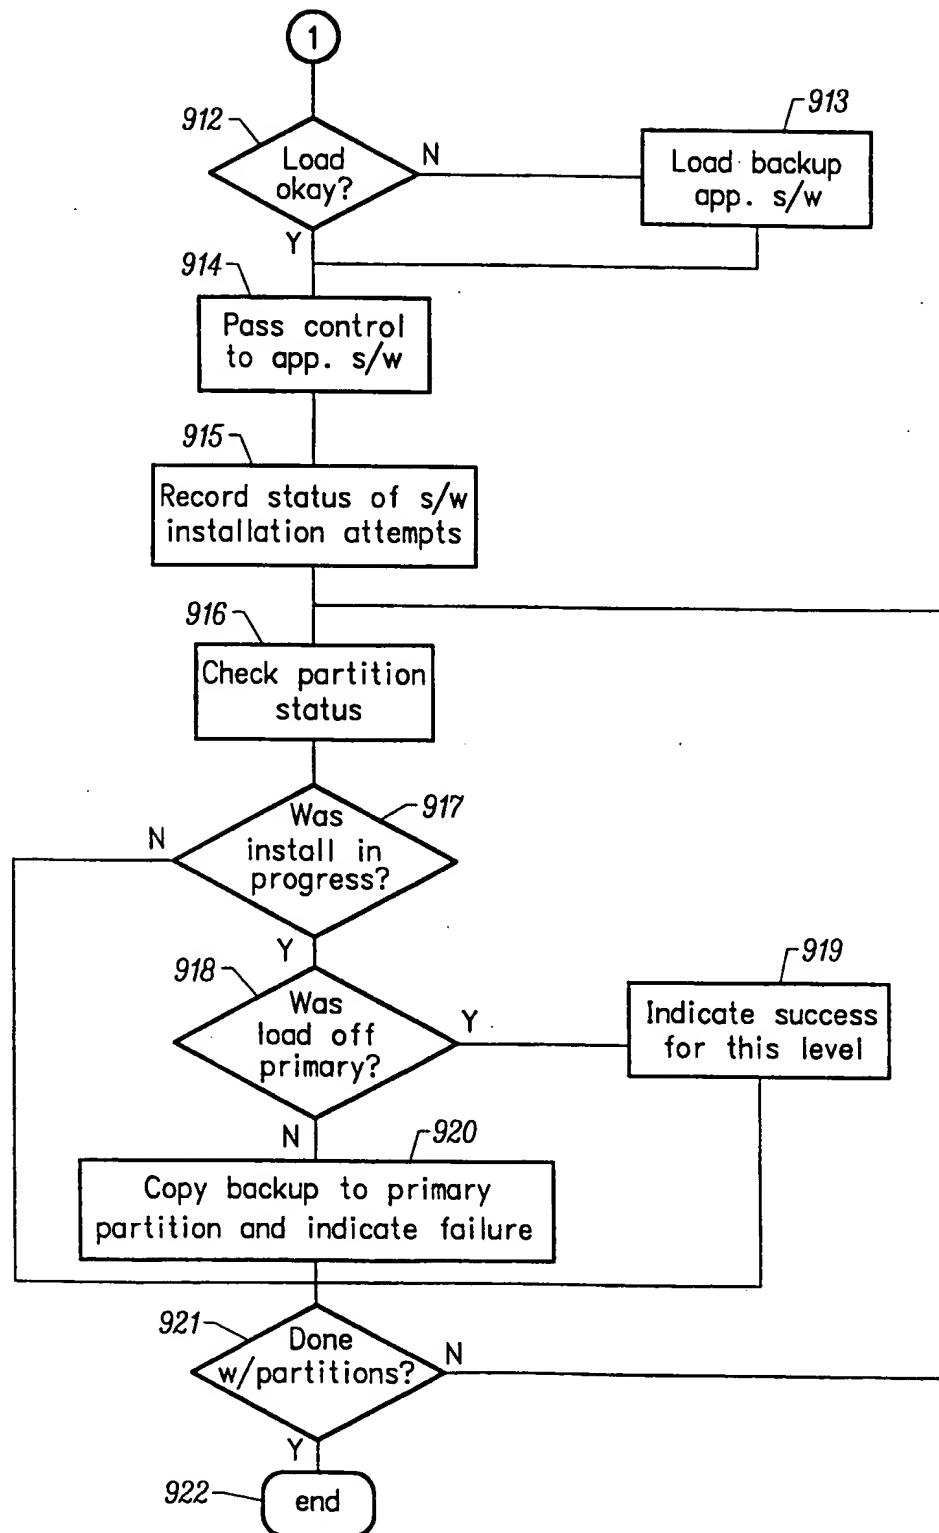 1
912
Load
okay?
N
913
Load backup
app. s/w
Y
914
Pass control
to app. s/w
915
Record status of s/w
installation attempts
916
Check partition
status
917
Was
install in
progress?
N
Y
918
Was
load off
primary?
Y
919
Indicate success
for this level
N
920
Copy backup to primary
partition and indicate failure
921
Done
w/partitions?
N
Y
922
end